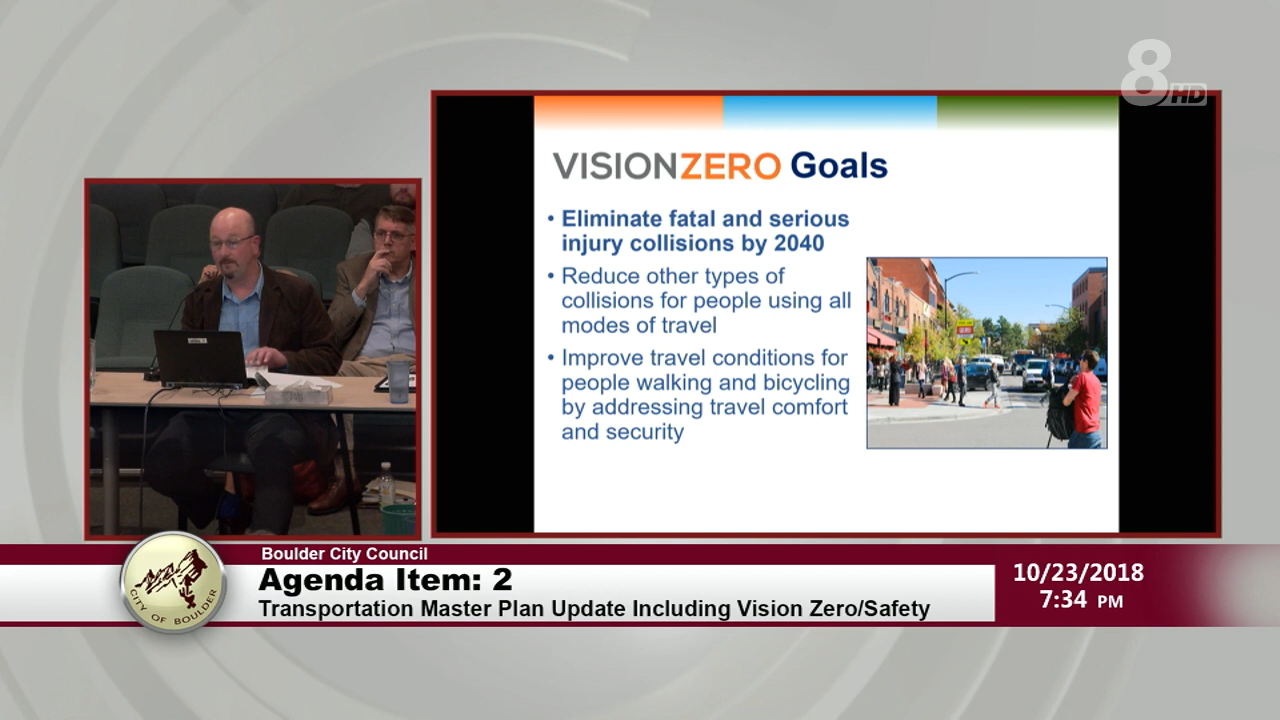 8 HD
VISIONZERO Goals
• Eliminate fatal and serious
injury collisions by 2040
• Reduce other types of
collisions for people using all
modes of travel
• Improve travel conditions for
people walking and bicycling
by addressing travel comfort
and security
Boulder City Council
Agenda Item: 2
Transportation Master Plan Update Including Vision Zero/Safety
10/23/2018
7:34 PM
CITY OF BOULDER